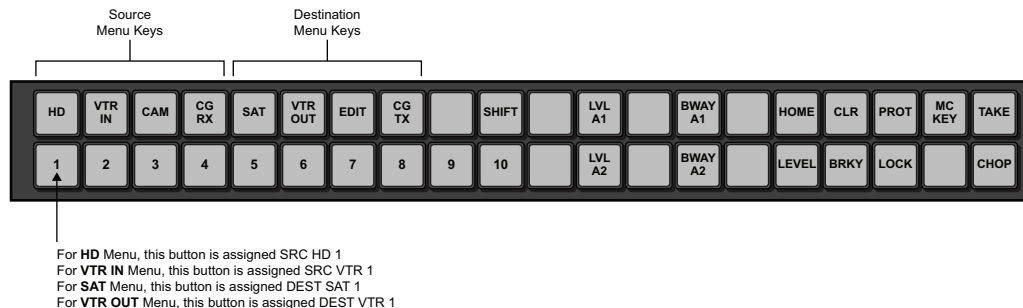 Source
Menu Keys
Destination
Menu Keys
HD
VTR
IN
CAM
CG
RX
SAT
VTR
OUT
EDIT
CG
TX
SHIFT
LVL
A1
BWAY
A1
HOME
CLR
PROT
MC
KEY
TAKE
1
2
3
4
5
6
7
8
9
10
LVL
A2
BWAY
A2
LEVEL
BRKY
LOCK
CHOP
For HD Menu, this button is assigned SRC HD 1
For VTR IN Menu, this button is assigned SRC VTR 1
For SAT Menu, this button is assigned DEST SAT 1
For VTR OUT Menu, this button is assigned DEST VTR 1